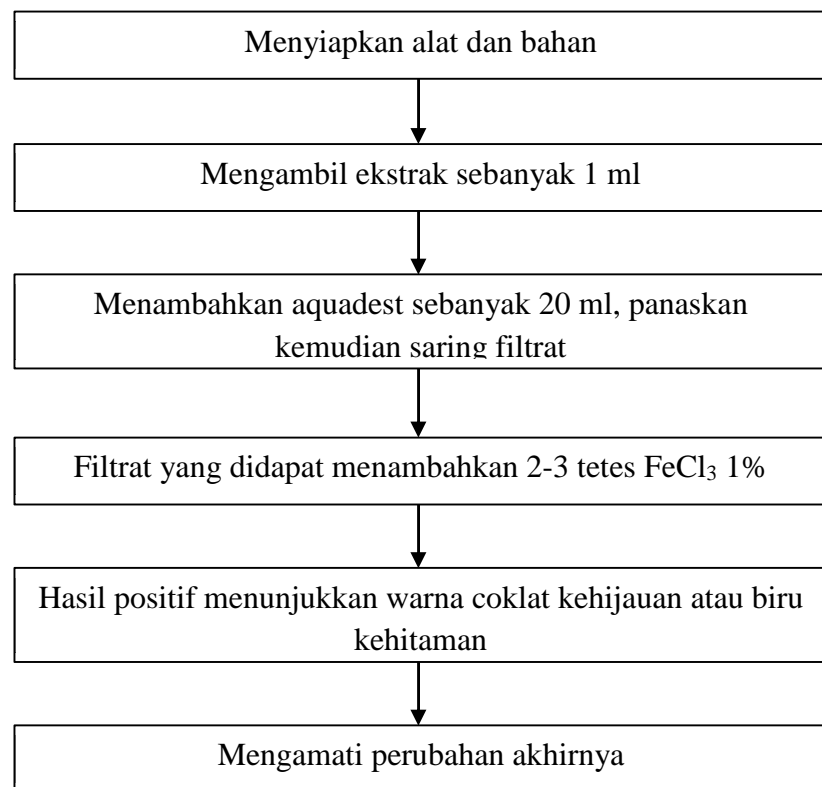 Menyiapkan alat dan bahan
Mengambil ekstrak sebanyak 1 ml
Menambahkan aquadest sebanyak 20 ml, panaskan
kemudian saring filtrat
Filtrat yang didapat menambahkan 2-3 tetes FeCl₃ 1%
Hasil positif menunjukkan warna coklat kehijauan atau biru
kehitaman
Mengamati perubahan akhirnya